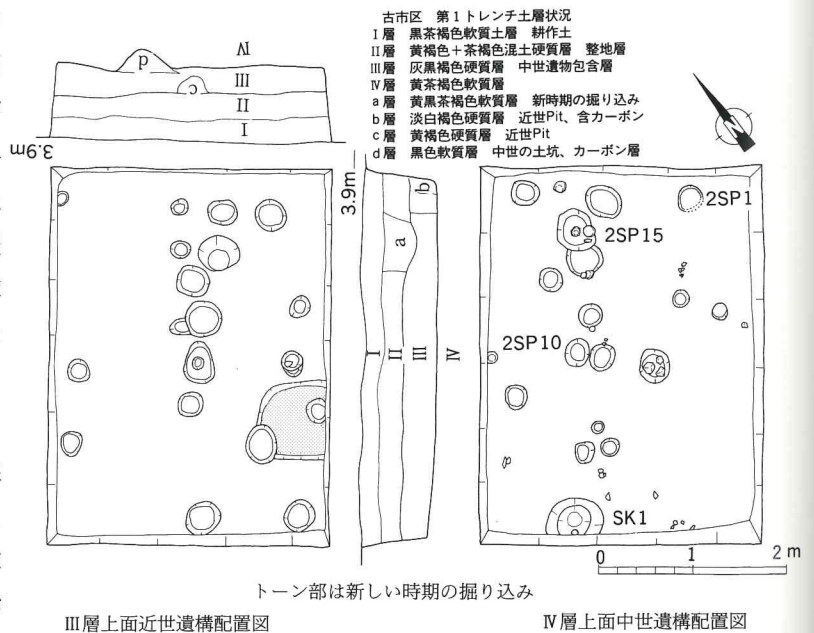 古市区 第1トレンチ土層状況
I層 黒茶褐色軟質土層 耕作土
II層 黄褐色+茶褐色混土硬質層 整地層
III層 灰黒褐色硬質層 中世遺物包含層
IV層 黄茶褐色軟質層
a層 黄黒茶褐色軟質層 新時期の掘り込み
b層 淡白褐色硬質層 近世Pit、含カーボン
c層 黄褐色硬質層 近世Pit
d層 黒色軟質層 中世の土坑、カーボン層
IV
d
III
c
II
I
3.9m
3.9m
b
a
I
II
III
IV
N
2SP1
2SP15
2SP10
SK1
0 1 2 m
トーン部は新しい時期の掘り込み
III層上面近世遺構配置図
IV層上面中世遺構配置図